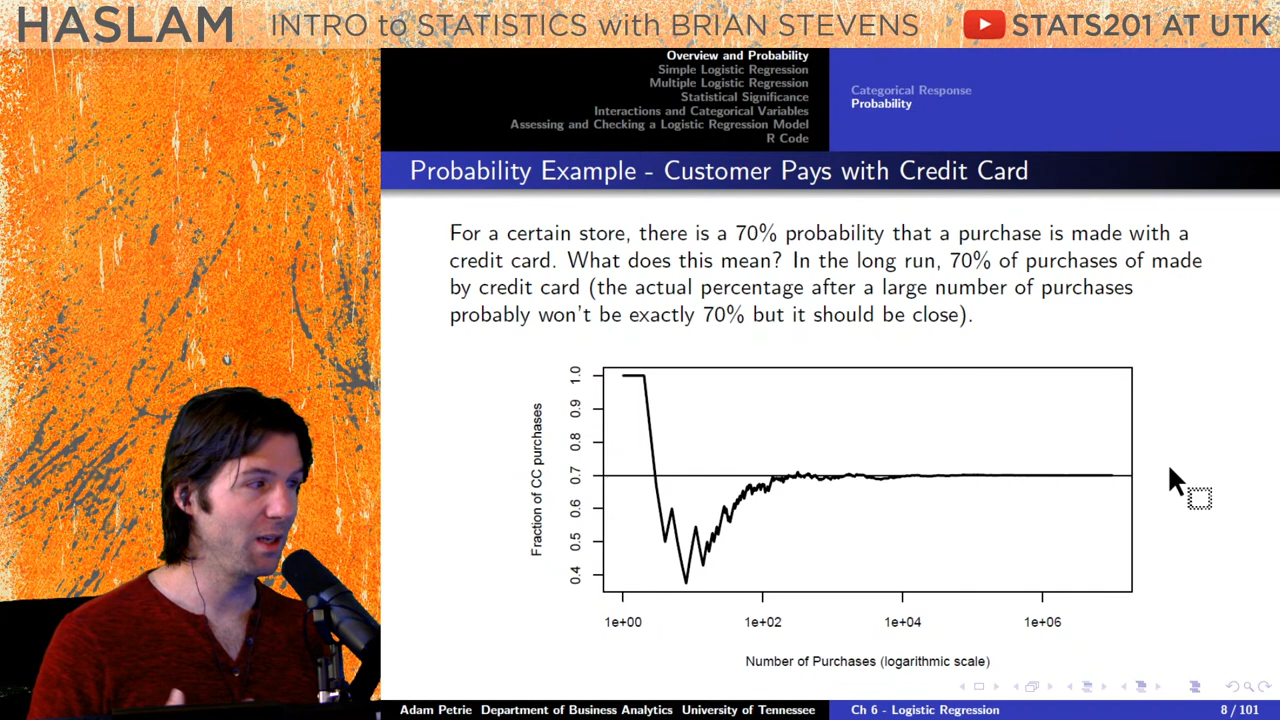 HASLAM INTRO to STATISTICS with BRIAN STEVENS STATS201 AT UTK
Overview and Probability
Simple Logistic Regression
Multiple Logistic Regression
Statistical Significance
Interactions and Categorical Variables
Assessing and Checking a Logistic Regression Model
R Code
Categorical Response
Probability
Probability Example - Customer Pays with Credit Card
For a certain store, there is a 70% probability that a purchase is made with a
credit card. What does this mean? In the long run, 70% of purchases of made
by credit card (the actual percentage after a large number of purchases
probably won't be exactly 70% but it should be close).
Fraction of CC purchases
1.0
0.9
0.8
0.7
0.6
0.5
0.4
1e+00 1e+02 1e+04 1e+06
Number of Purchases (logarithmic scale)
Adam Petrie Department of Business Analytics University of Tennessee Ch 6 - Logistic Regression 8 / 101